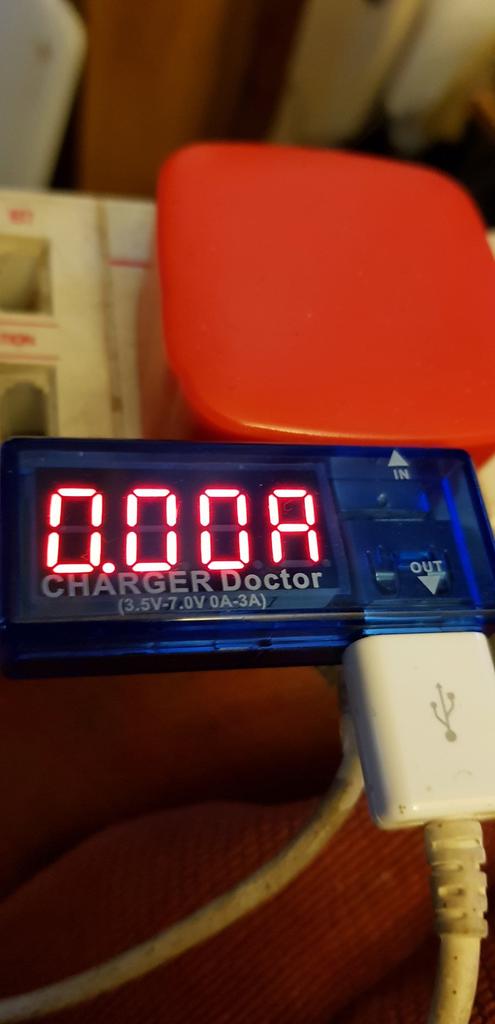 IN
0.00A
OUT
CHARGER Doctor
(3.5V-7.0V 0A-3A)